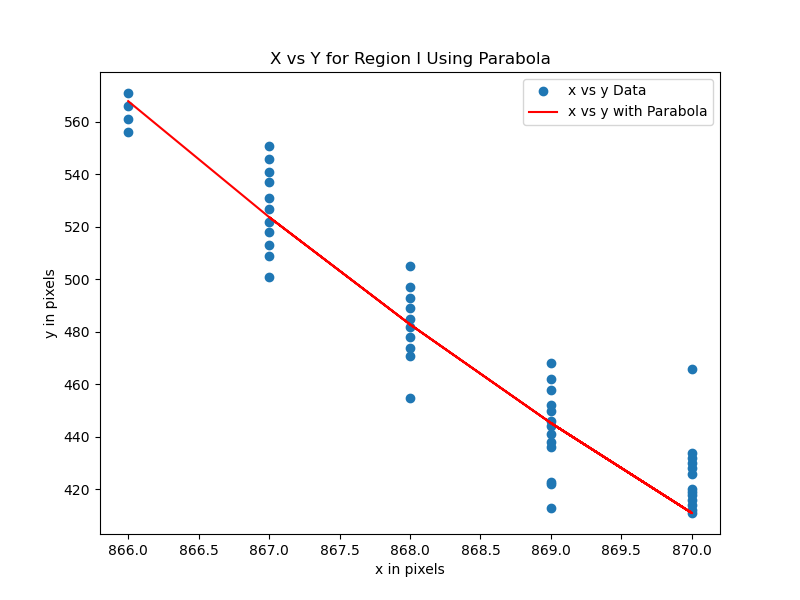 X vs Y for Region I Using Parabola
x vs y Data
x vs y with Parabola
560
540
520
500
480
460
440
420
y in pixels
866.0 866.5 867.0 867.5 868.0 868.5 869.0 869.5 870.0
x in pixels